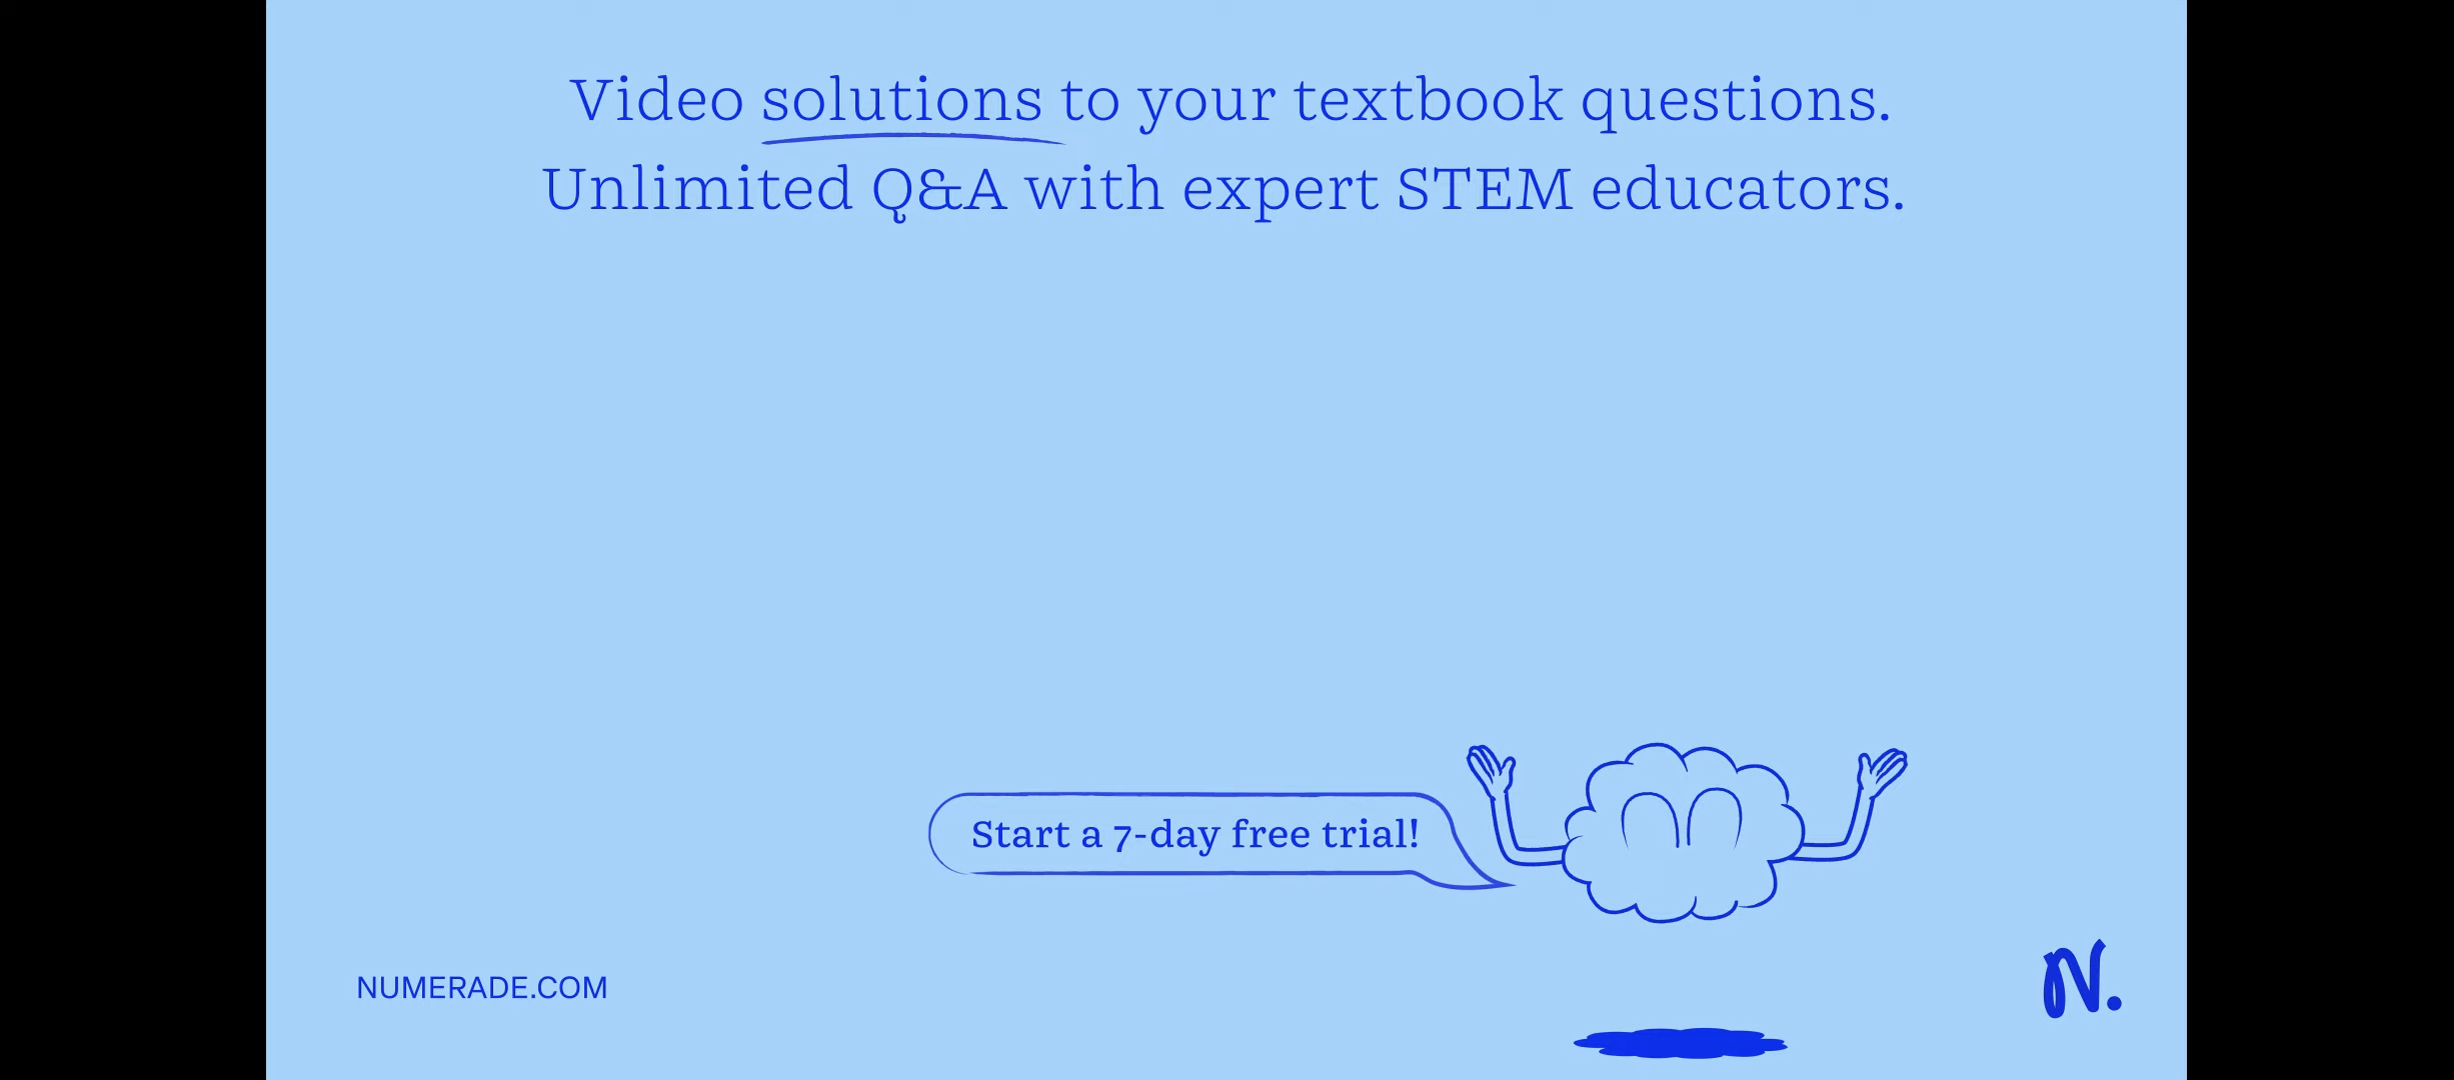 Video solutions to your textbook questions.
Unlimited Q&A with expert STEM educators.
Start a 7-day free trial!
NUMERADE.COM
N.